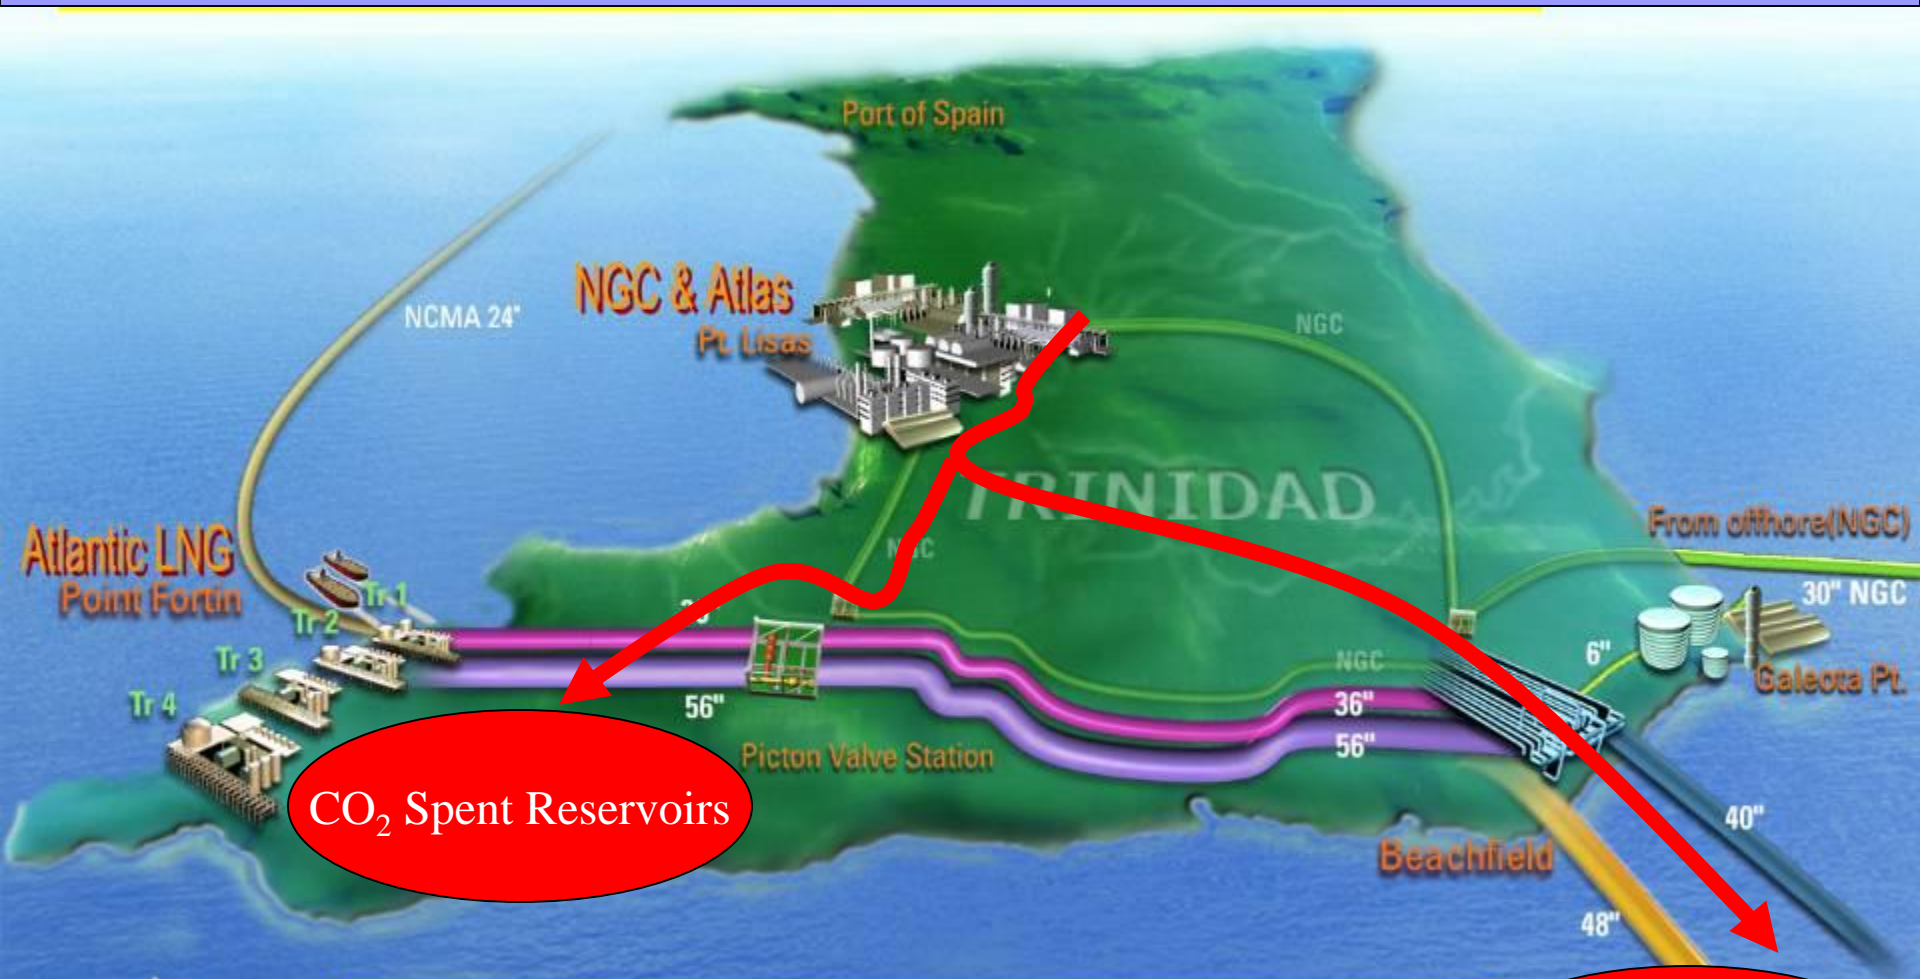 Port of Spain
NGC & Atlas
Pt. Lisas
NCMA 24"
NGC
TRINIDAD
From offhore(NGC)
Atlantic LNG
Point Fortin
NGC
30" NGC
Tr 1
Tr 2
6"
Tr 3
NGC
Galeota Pt.
Tr 4
56"
36"
56"
Picton Valve Station
CO₂ Spent Reservoirs
40"
Beachfield
48"